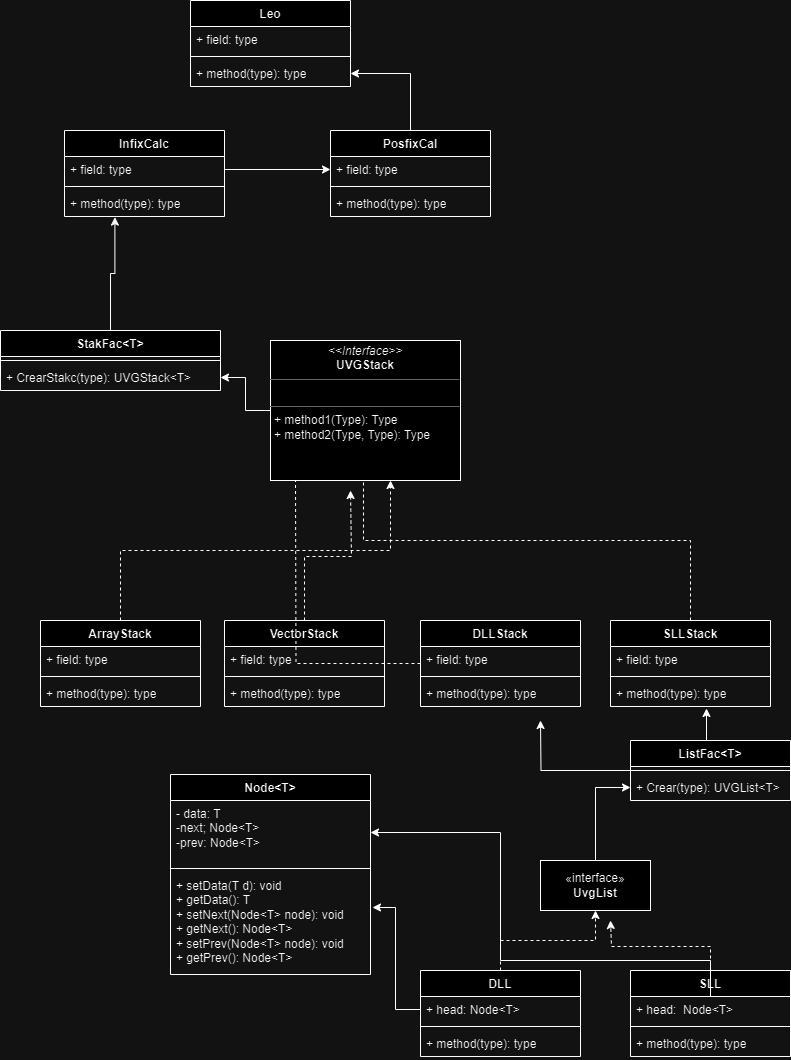 Leo
+ field: type
+ method(type): type
InfixCalc
+ field: type
+ method(type): type
PosfixCal
+ field: type
+ method(type): type
StakFac<T>
+ CrearStakc(type): UVGStack<T>
<<Interface>>
UVGStack
+ method1(Type): Type
+ method2(Type, Type): Type
ArrayStack
+ field: type
+ method(type): type
VectorStack
+ field: type
+ method(type): type
DLLStack
+ field: type
+ method(type): type
SLLStack
+ field: type
+ method(type): type
ListFac<T>
+ Crear(type): UVGList<T>
Node<T>
- data: T
-next; Node<T>
-prev: Node<T>
+ setData(T d): void
+ getData(): T
+ setNext(Node<T> node): void
+ getNext(): Node<T>
+ setPrev(Node<T> node): void
+ getPrev(): Node<T>
«interface»
UvgList
DLL
+ head: Node<T>
+ method(type): type
SLL
+ head:  Node<T>
+ method(type): type